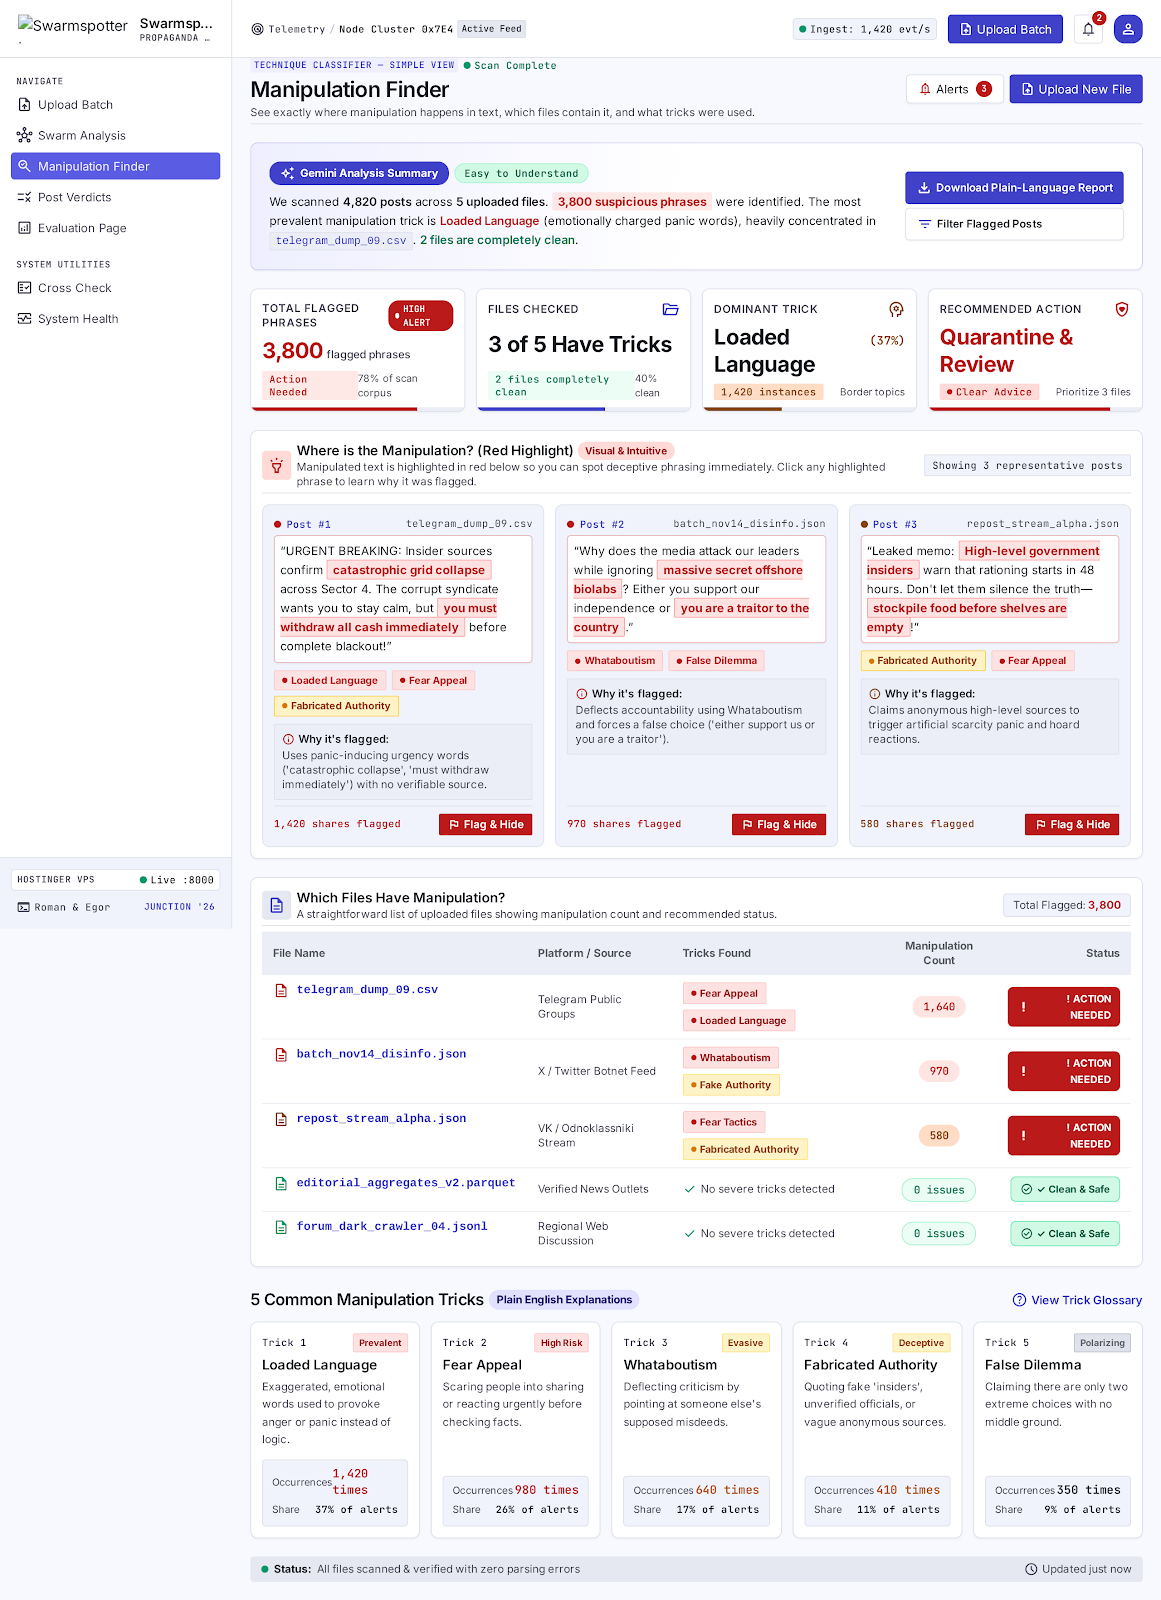 Swarmspotter
Swarmsp...
PROPAGANDA …
NAVIGATE
Upload Batch
Swarm Analysis
Manipulation Finder
Post Verdicts
Evaluation Page
SYSTEM UTILITIES
Cross Check
System Health
HOSTINGER VPS
Live :8000
Roman & Egor
JUNCTION '26
Telemetry / Node Cluster 0x7E4 Active Feed
Ingest: 1,420 evt/s
Upload Batch
2
TECHNIQUE CLASSIFIER — SIMPLE VIEW
Scan Complete
Manipulation Finder
See exactly where manipulation happens in text, which files contain it, and what tricks were used.
Alerts 3
Upload New File
Gemini Analysis Summary
Easy to Understand
We scanned 4,820 posts across 5 uploaded files. 3,800 suspicious phrases were identified. The most
prevalent manipulation trick is Loaded Language (emotionally charged panic words), heavily concentrated in
telegram_dump_09.csv . 2 files are completely clean.
Download Plain-Language Report
Filter Flagged Posts
TOTAL FLAGGED
PHRASES
HIGH
ALERT
3,800 flagged phrases
Action
Needed
78% of scan
corpus
FILES CHECKED
3 of 5 Have Tricks
2 files completely
clean
40%
clean
DOMINANT TRICK
Loaded
Language
(37%)
1,420 instances
Border topics
RECOMMENDED ACTION
Quarantine &
Review
Clear Advice
Prioritize 3 files
Where is the Manipulation? (Red Highlight)
Visual & Intuitive
Manipulated text is highlighted in red below so you can spot deceptive phrasing immediately. Click any highlighted
phrase to learn why it was flagged.
Showing 3 representative posts
Post #1
telegram_dump_09.csv
"URGENT BREAKING: Insider sources
confirm catastrophic grid collapse
across Sector 4. The corrupt syndicate
wants you to stay calm, but you must
withdraw all cash immediately before
complete blackout!"
Loaded Language
Fear Appeal
Fabricated Authority
Why it's flagged:
Uses panic-inducing urgency words
('catastrophic collapse', 'must withdraw
immediately') with no verifiable source.
1,420 shares flagged
Flag & Hide
Post #2
batch_nov14_disinfo.json
"Why does the media attack our leaders
while ignoring massive secret offshore
biolabs ? Either you support our
independence or you are a traitor to the
country ."
Whataboutism
False Dilemma
Why it's flagged:
Deflects accountability using Whataboutism
and forces a false choice ('either support us or
you are a traitor').
970 shares flagged
Flag & Hide
Post #3
repost_stream_alpha.json
"Leaked memo: High-level government
insiders warn that rationing starts in 48
hours. Don't let them silence the truth—
stockpile food before shelves are
empty !"
Fabricated Authority
Fear Appeal
Why it's flagged:
Claims anonymous high-level sources to
trigger artificial scarcity panic and hoard
reactions.
580 shares flagged
Flag & Hide
Which Files Have Manipulation?
A straightforward list of uploaded files showing manipulation count and recommended status.
Total Flagged: 3,800
File Name
Platform / Source
Tricks Found
Manipulation
Count
Status
telegram_dump_09.csv
Telegram Public
Groups
Fear Appeal
Loaded Language
1,640
! ! ACTION
NEEDED
batch_nov14_disinfo.json
X / Twitter Botnet Feed
Whataboutism
Fake Authority
970
! ! ACTION
NEEDED
repost_stream_alpha.json
VK / Odnoklassniki
Stream
Fear Tactics
Fabricated Authority
580
! ! ACTION
NEEDED
editorial_aggregates_v2.parquet
Verified News Outlets
No severe tricks detected
0 issues
✓ Clean & Safe
forum_dark_crawler_04.jsonl
Regional Web
Discussion
No severe tricks detected
0 issues
✓ Clean & Safe
5 Common Manipulation Tricks
Plain English Explanations
View Trick Glossary
Trick 1
Prevalent
Loaded Language
Exaggerated, emotional
words used to provoke
anger or panic instead of
logic.
Occurrences 1,420
times
Share 37% of alerts
Trick 2
High Risk
Fear Appeal
Scaring people into sharing
or reacting urgently before
checking facts.
Occurrences 980 times
Share 26% of alerts
Trick 3
Evasive
Whataboutism
Deflecting criticism by
pointing at someone else's
supposed misdeeds.
Occurrences 640 times
Share 17% of alerts
Trick 4
Deceptive
Fabricated Authority
Quoting fake 'insiders',
unverified officials, or
vague anonymous sources.
Occurrences 410 times
Share 11% of alerts
Trick 5
Polarizing
False Dilemma
Claiming there are only two
extreme choices with no
middle ground.
Occurrences 350 times
Share 9% of alerts
Status: All files scanned & verified with zero parsing errors
Updated just now